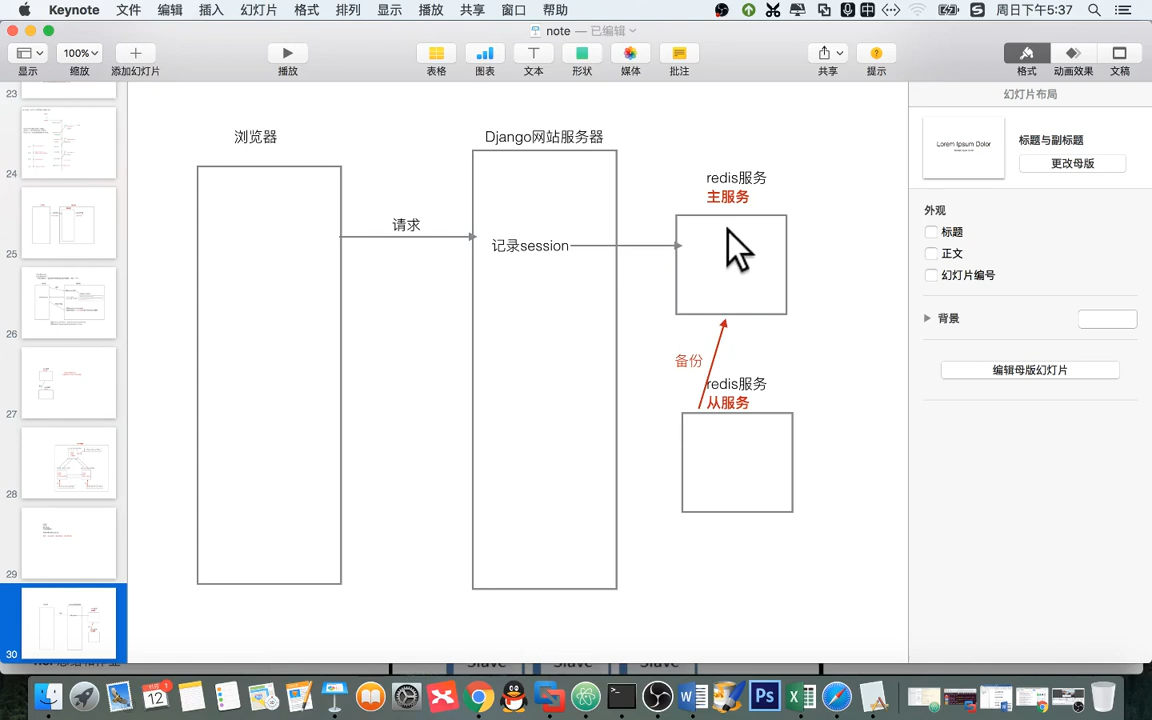 Keynote 文件 编辑 插入 幻灯片 格式 排列 显示 播放 共享 窗口 帮助 周日下午5:37
note — 已编辑
100%
显示 缩放 添加幻灯片 播放 表格 图表 文本 形状 媒体 批注 共享 提示 格式 动画效果 文稿
幻灯片布局
23
24
25
26
27
28
29
30
浏览器
Django网站服务器
redis服务
主服务
请求
记录session
备份
redis服务
从服务
Lorem Ipsum Dolor
标题与副标题
更改母版
外观
标题
正文
幻灯片编号
背景
编辑母版幻灯片
Slave Slave Slave
12